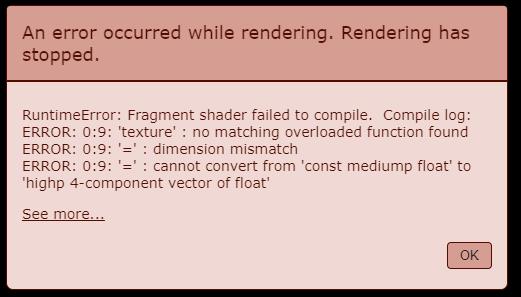 An error occurred while rendering. Rendering has
stopped.
RuntimeError: Fragment shader failed to compile.  Compile log:
ERROR: 0:9: 'texture' : no matching overloaded function found
ERROR: 0:9: '=' : dimension mismatch
ERROR: 0:9: '=' : cannot convert from 'const mediump float' to
'highp 4-component vector of float'
See more...
OK